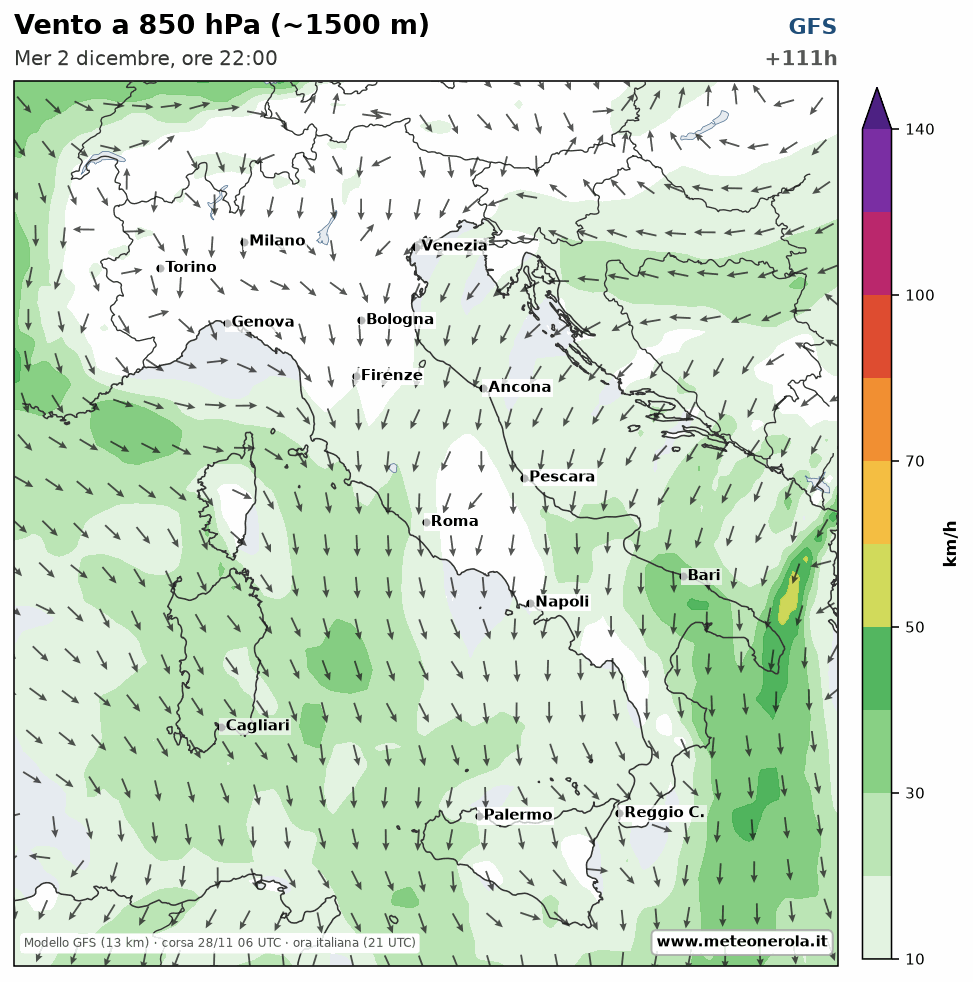 Vento a 850 hPa (~1500 m)
GFS
Mer 2 dicembre, ore 22:00
+111h
140
100
70
50
30
10
km/h
Milano
Venezia
Torino
Genova
Bologna
Firenze
Ancona
Pescara
Roma
Bari
Napoli
Cagliari
Palermo
Reggio C.
Modello GFS (13 km) · corsa 28/11 06 UTC · ora italiana (21 UTC)
www.meteonerola.it